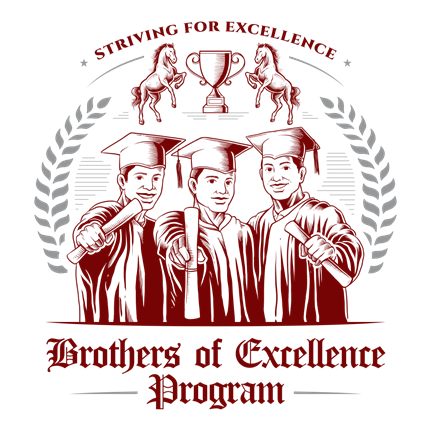 STRIVING FOR EXCELLENCE
Brothers of Excellence
Program